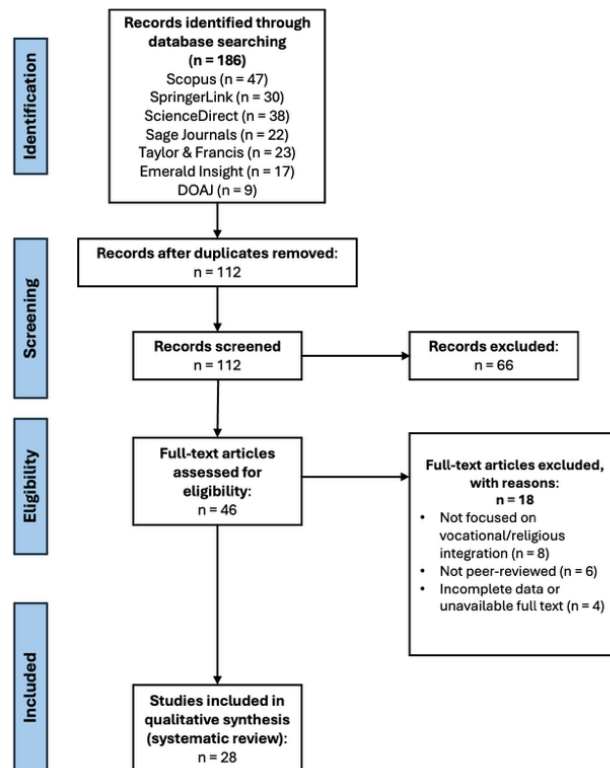 Identification
Records identified through
database searching
(n = 186)
Scopus (n = 47)
SpringerLink (n = 30)
ScienceDirect (n = 38)
Sage Journals (n = 22)
Taylor & Francis (n = 23)
Emerald Insight (n = 17)
DOAJ (n = 9)
Screening
Records after duplicates removed:
n = 112
Records screened
n = 112
Records excluded:
n = 66
Eligibility
Full-text articles
assessed for
eligibility:
n = 46
Full-text articles excluded,
with reasons:
n = 18
• Not focused on
vocational/religious
integration (n = 8)
• Not peer-reviewed (n = 6)
• Incomplete data or
unavailable full text (n = 4)
Included
Studies included in
qualitative synthesis
(systematic review):
n = 28